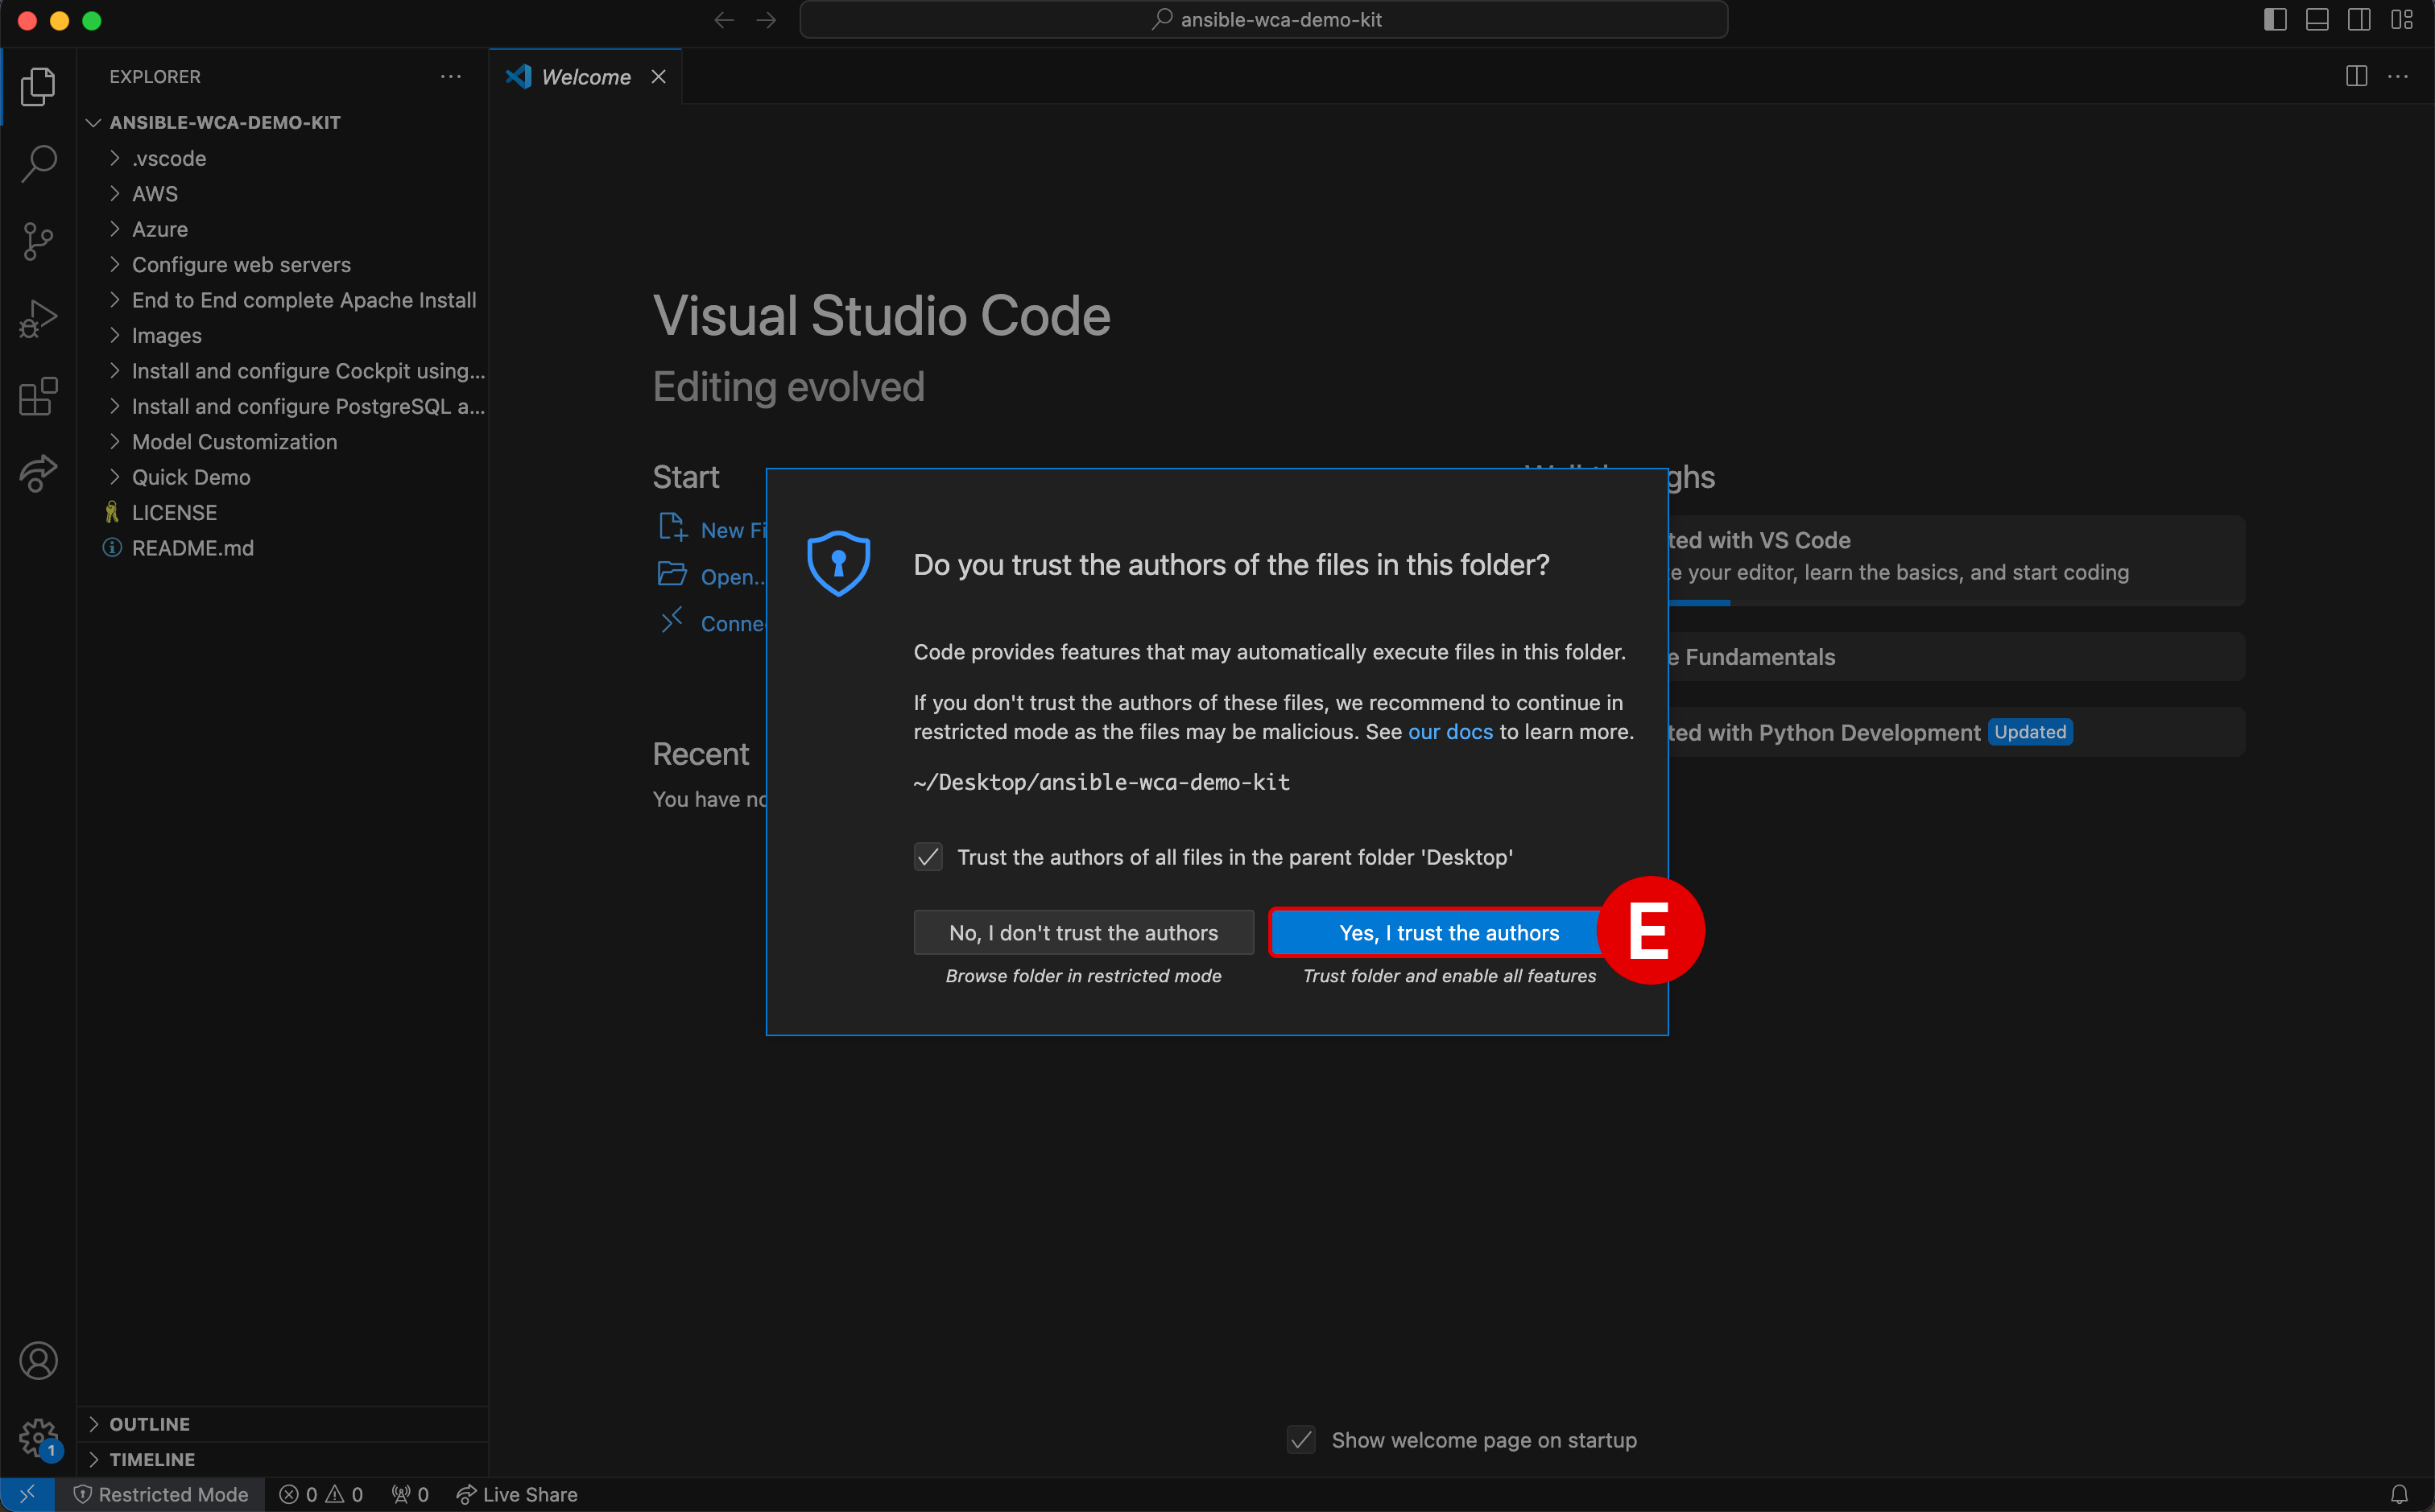 ansible-wca-demo-kit
EXPLORER
Welcome
ANSIBLE-WCA-DEMO-KIT
.vscode
AWS
Azure
Configure web servers
End to End complete Apache Install
Images
Install and configure Cockpit using...
Install and configure PostgreSQL a...
Model Customization
Quick Demo
LICENSE
README.md
OUTLINE
TIMELINE
Visual Studio Code
Editing evolved
Start
New Fi
Open..
Conne
Recent
You have no
ghs
ted with VS Code
e your editor, learn the basics, and start coding
e Fundamentals
ted with Python Development Updated
Do you trust the authors of the files in this folder?
Code provides features that may automatically execute files in this folder.
If you don't trust the authors of these files, we recommend to continue in
restricted mode as the files may be malicious. See our docs to learn more.
~/Desktop/ansible-wca-demo-kit
Trust the authors of all files in the parent folder 'Desktop'
No, I don't trust the authors
Yes, I trust the authors
E
Browse folder in restricted mode
Trust folder and enable all features
Show welcome page on startup
1
Restricted Mode 0 0 0 Live Share